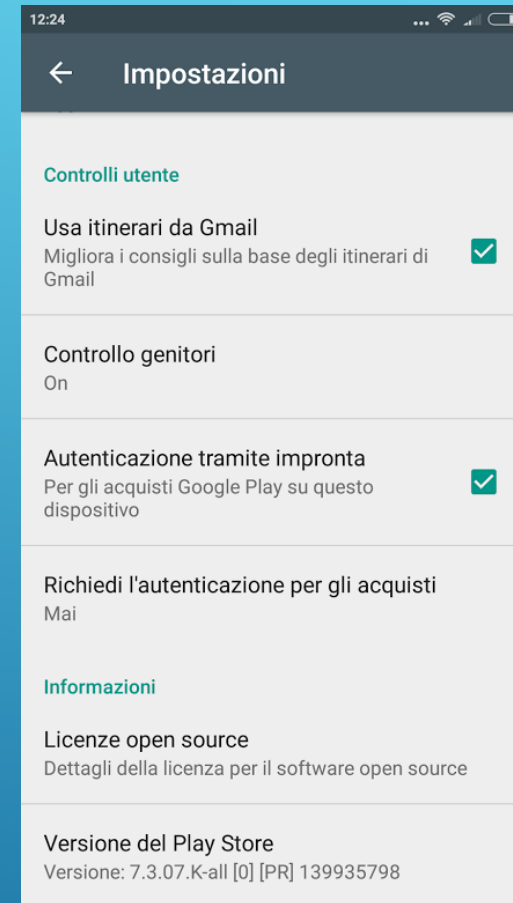 12:24
Impostazioni
Controlli utente
Usa itinerari da Gmail
Migliora i consigli sulla base degli itinerari di
Gmail
Controllo genitori
On
Autenticazione tramite impronta
Per gli acquisti Google Play su questo
dispositivo
Richiedi l'autenticazione per gli acquisti
Mai
Informazioni
Licenze open source
Dettagli della licenza per il software open source
Versione del Play Store
Versione: 7.3.07.K-all [0] [PR] 139935798